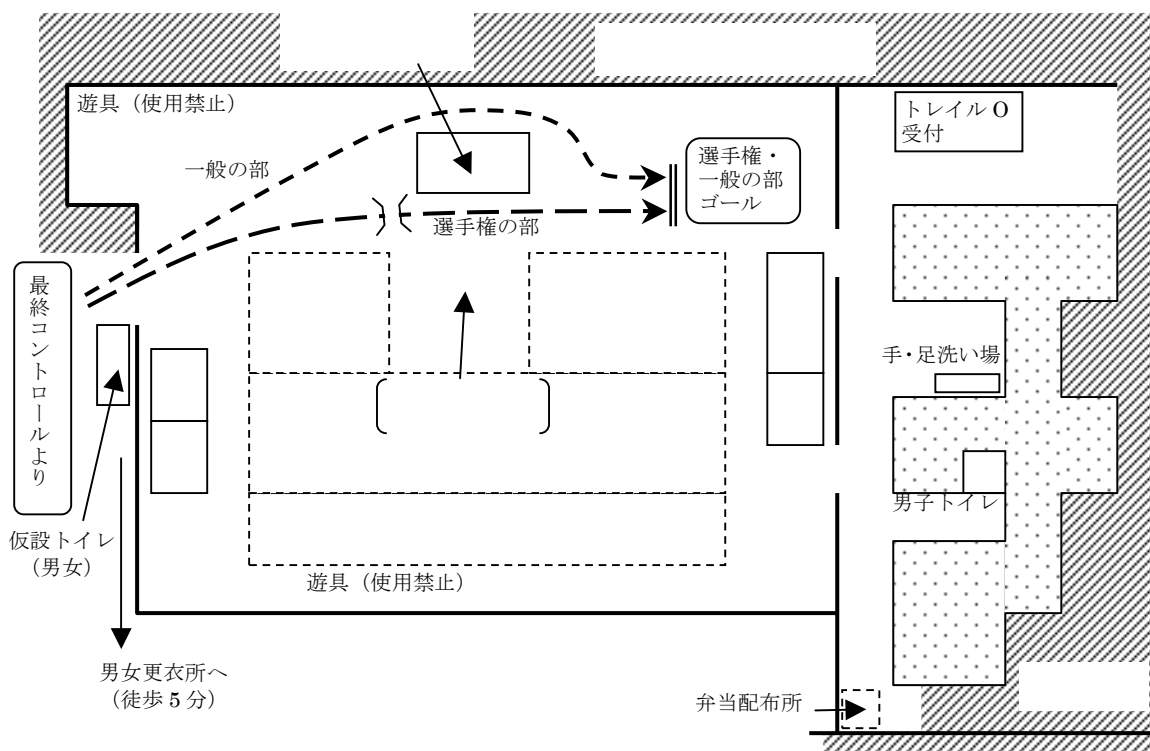 遊具（使用禁止）
トレイル O
受付
一般の部
選手権・
一般の部
ゴール
選手権の部
最終コントロールより
手・足洗い場
男子トイレ
仮設トイレ
（男女）
遊具（使用禁止）
男女更衣所へ
（徒歩 5 分）
弁当配布所